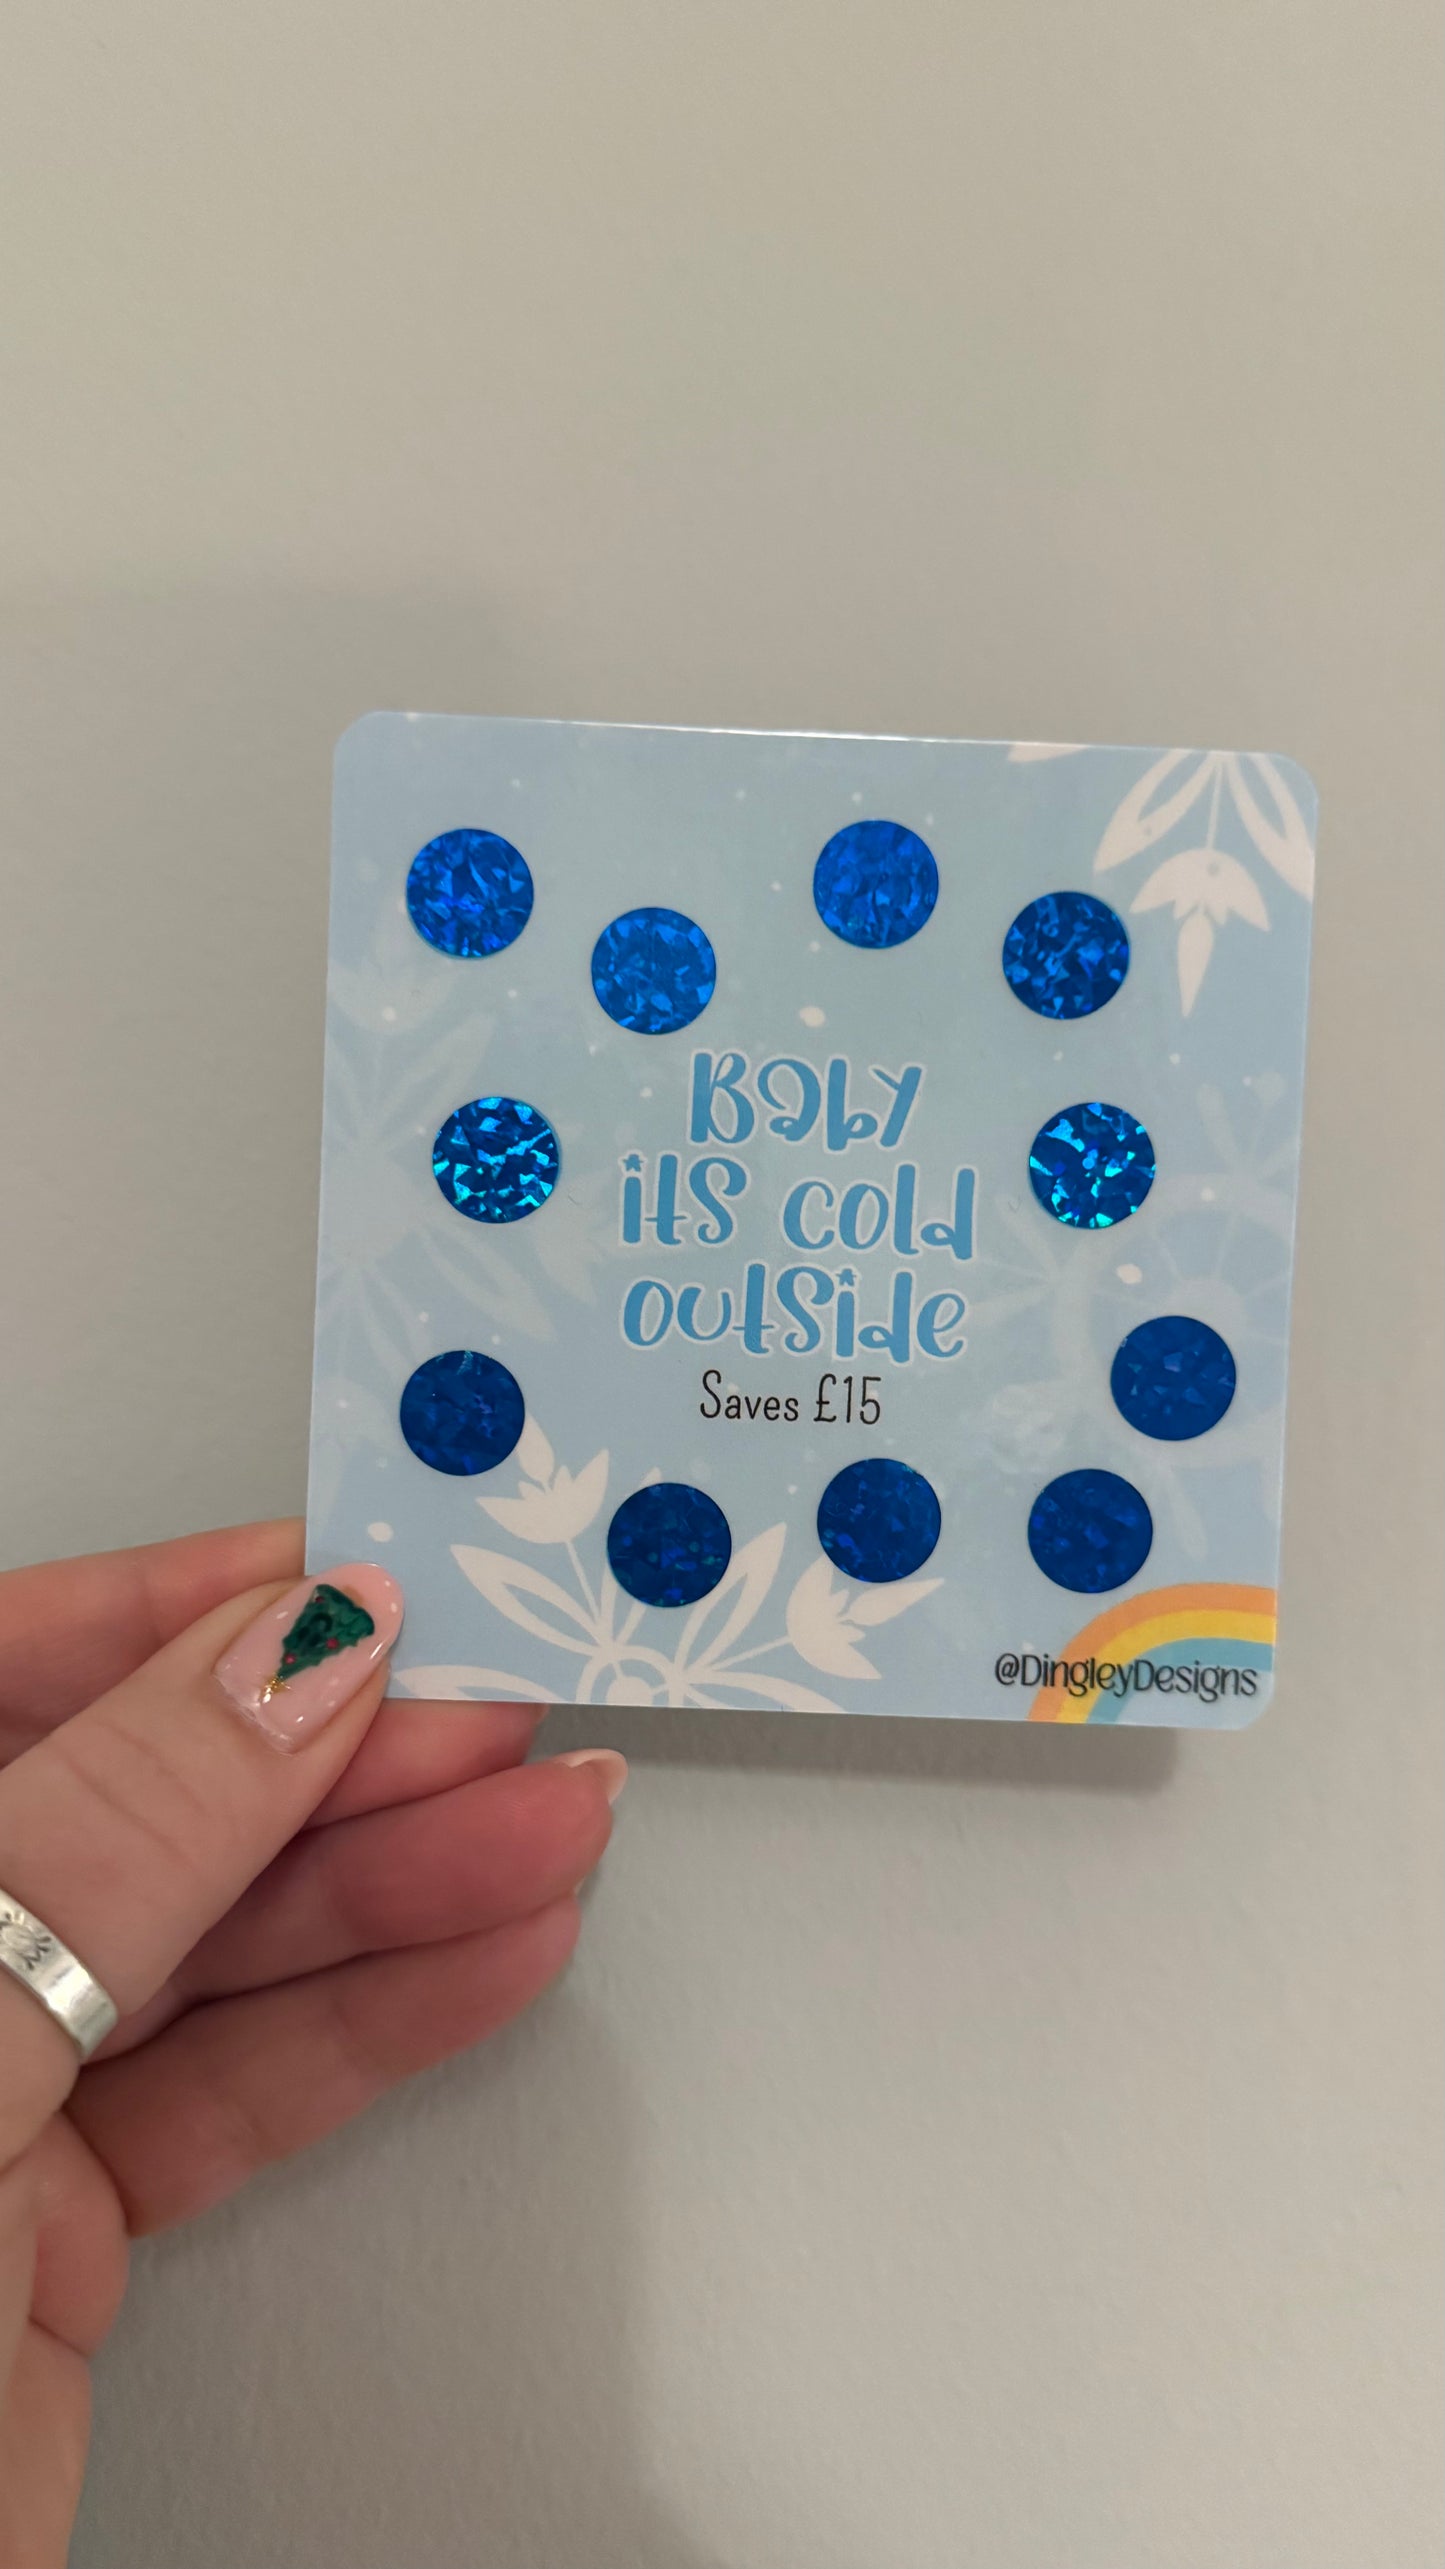 Baby
its cold
outside
Saves £15
@DingleyDesigns